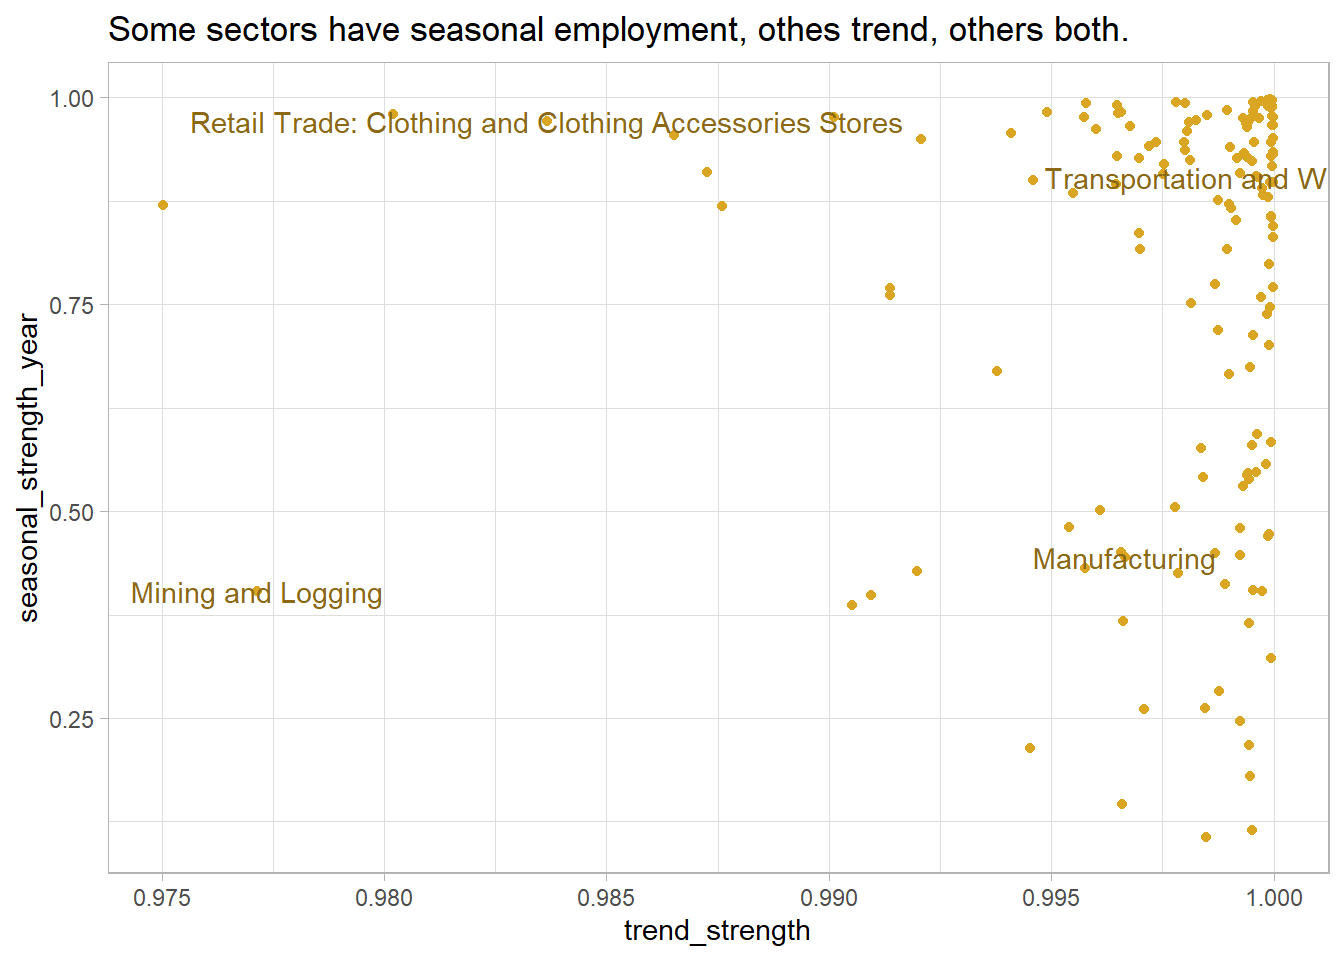 Some sectors have seasonal employment, othes trend, others both.
seasonal_strength_year
1.00
0.75
0.50
0.25
Retail Trade: Clothing and Clothing Accessories Stores
Transportation and W
Manufacturing
Mining and Logging
0.975
0.980
0.985
0.990
0.995
1.000
trend_strength